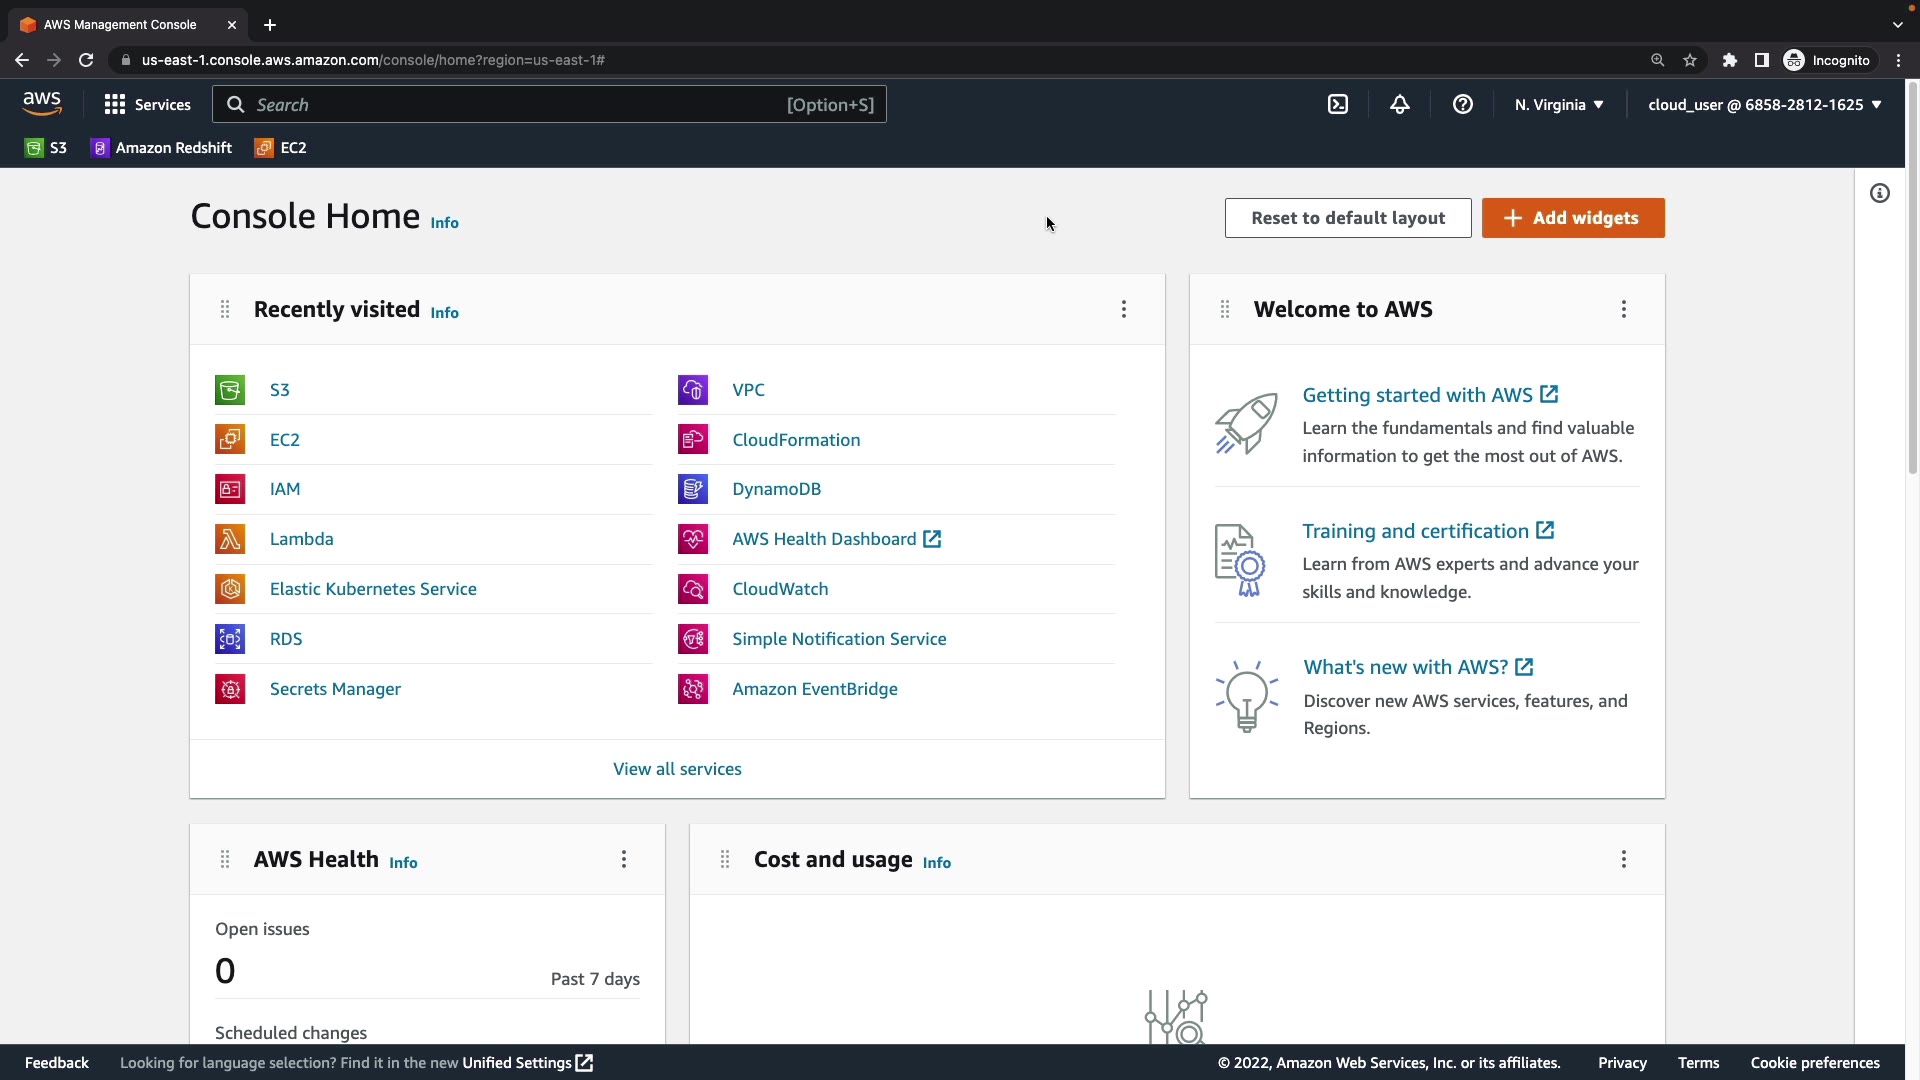 AWS Management Console
us-east-1.console.aws.amazon.com/console/home?region=us-east-1#
Incognito
aws
Services
Search
[Option+S]
N. Virginia
cloud_user @ 6858-2812-1625
S3
Amazon Redshift
EC2
Console Home Info
Reset to default layout
Add widgets
Recently visited Info
S3
EC2
IAM
Lambda
Elastic Kubernetes Service
RDS
Secrets Manager
VPC
CloudFormation
DynamoDB
AWS Health Dashboard
CloudWatch
Simple Notification Service
Amazon EventBridge
View all services
Welcome to AWS
Getting started with AWS
Learn the fundamentals and find valuable
information to get the most out of AWS.
Training and certification
Learn from AWS experts and advance your
skills and knowledge.
What's new with AWS?
Discover new AWS services, features, and
Regions.
AWS Health Info
Open issues
0
Past 7 days
Scheduled changes
Cost and usage Info
Feedback
Looking for language selection? Find it in the new Unified Settings
© 2022, Amazon Web Services, Inc. or its affiliates.
Privacy
Terms
Cookie preferences